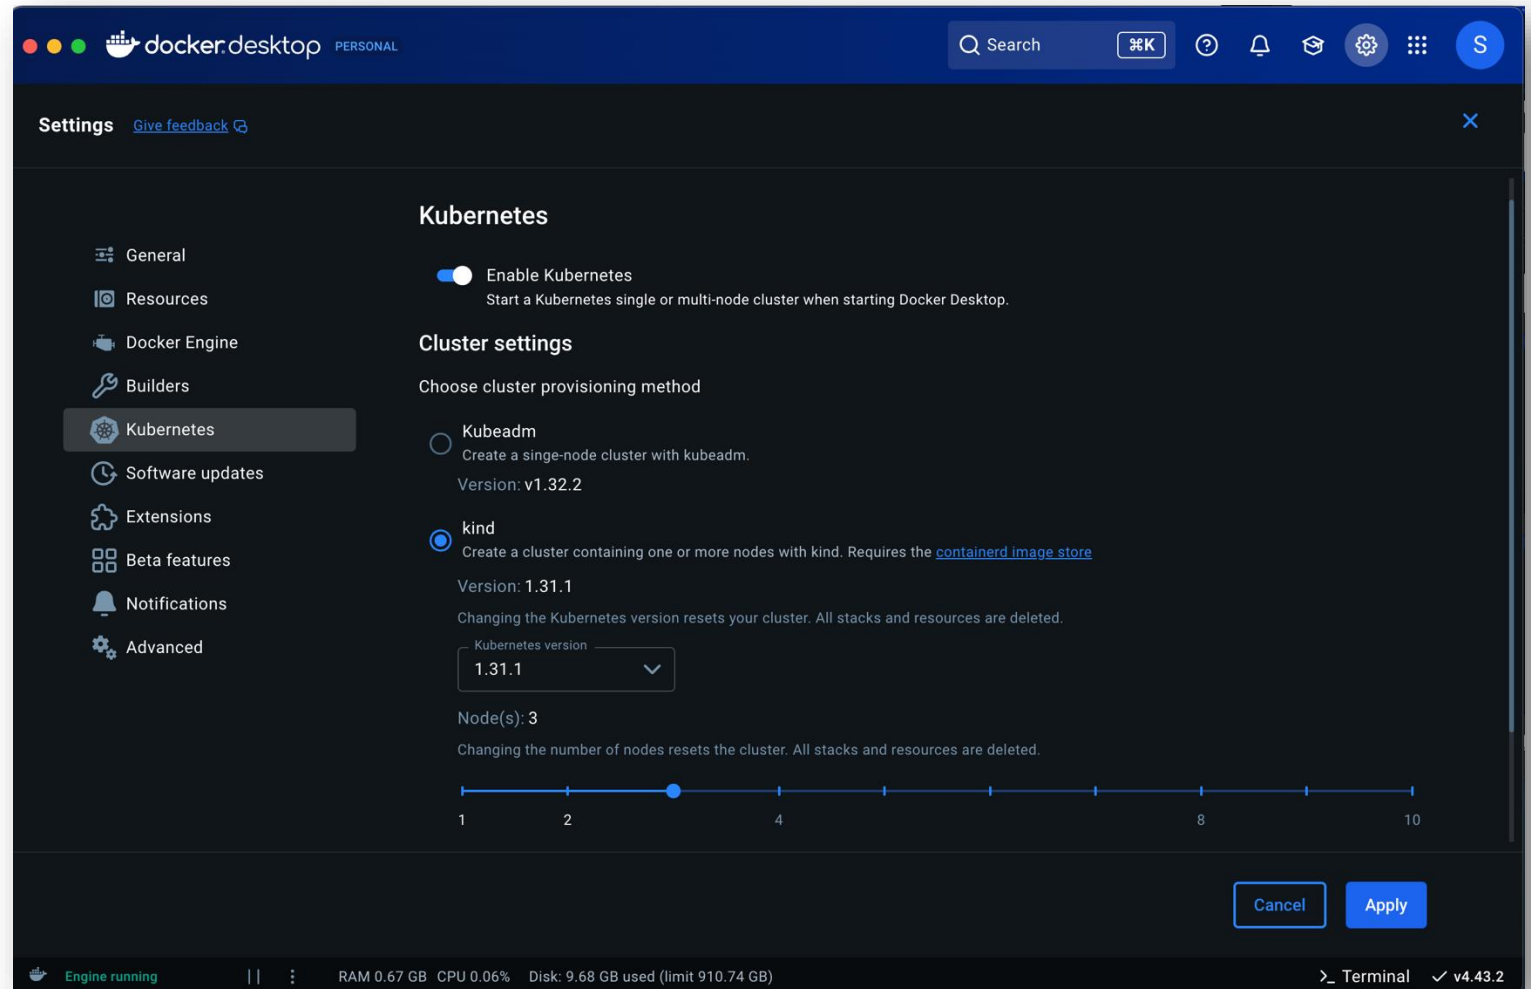 docker.desktop PERSONAL
Search ⌘K
S
Settings Give feedback
Kubernetes
General
Enable Kubernetes
Start a Kubernetes single or multi-node cluster when starting Docker Desktop.
Resources
Docker Engine
Cluster settings
Builders
Choose cluster provisioning method
Kubernetes
Kubeadm
Create a singe-node cluster with kubeadm.
Software updates
Version: v1.32.2
Extensions
kind
Create a cluster containing one or more nodes with kind. Requires the containerd image store
Beta features
Version: 1.31.1
Notifications
Changing the Kubernetes version resets your cluster. All stacks and resources are deleted.
Advanced
Kubernetes version
1.31.1
Node(s): 3
Changing the number of nodes resets the cluster. All stacks and resources are deleted.
1 2 4 8 10
Cancel Apply
Engine running RAM 0.67 GB CPU 0.06% Disk: 9.68 GB used (limit 910.74 GB) >_ Terminal v4.43.2